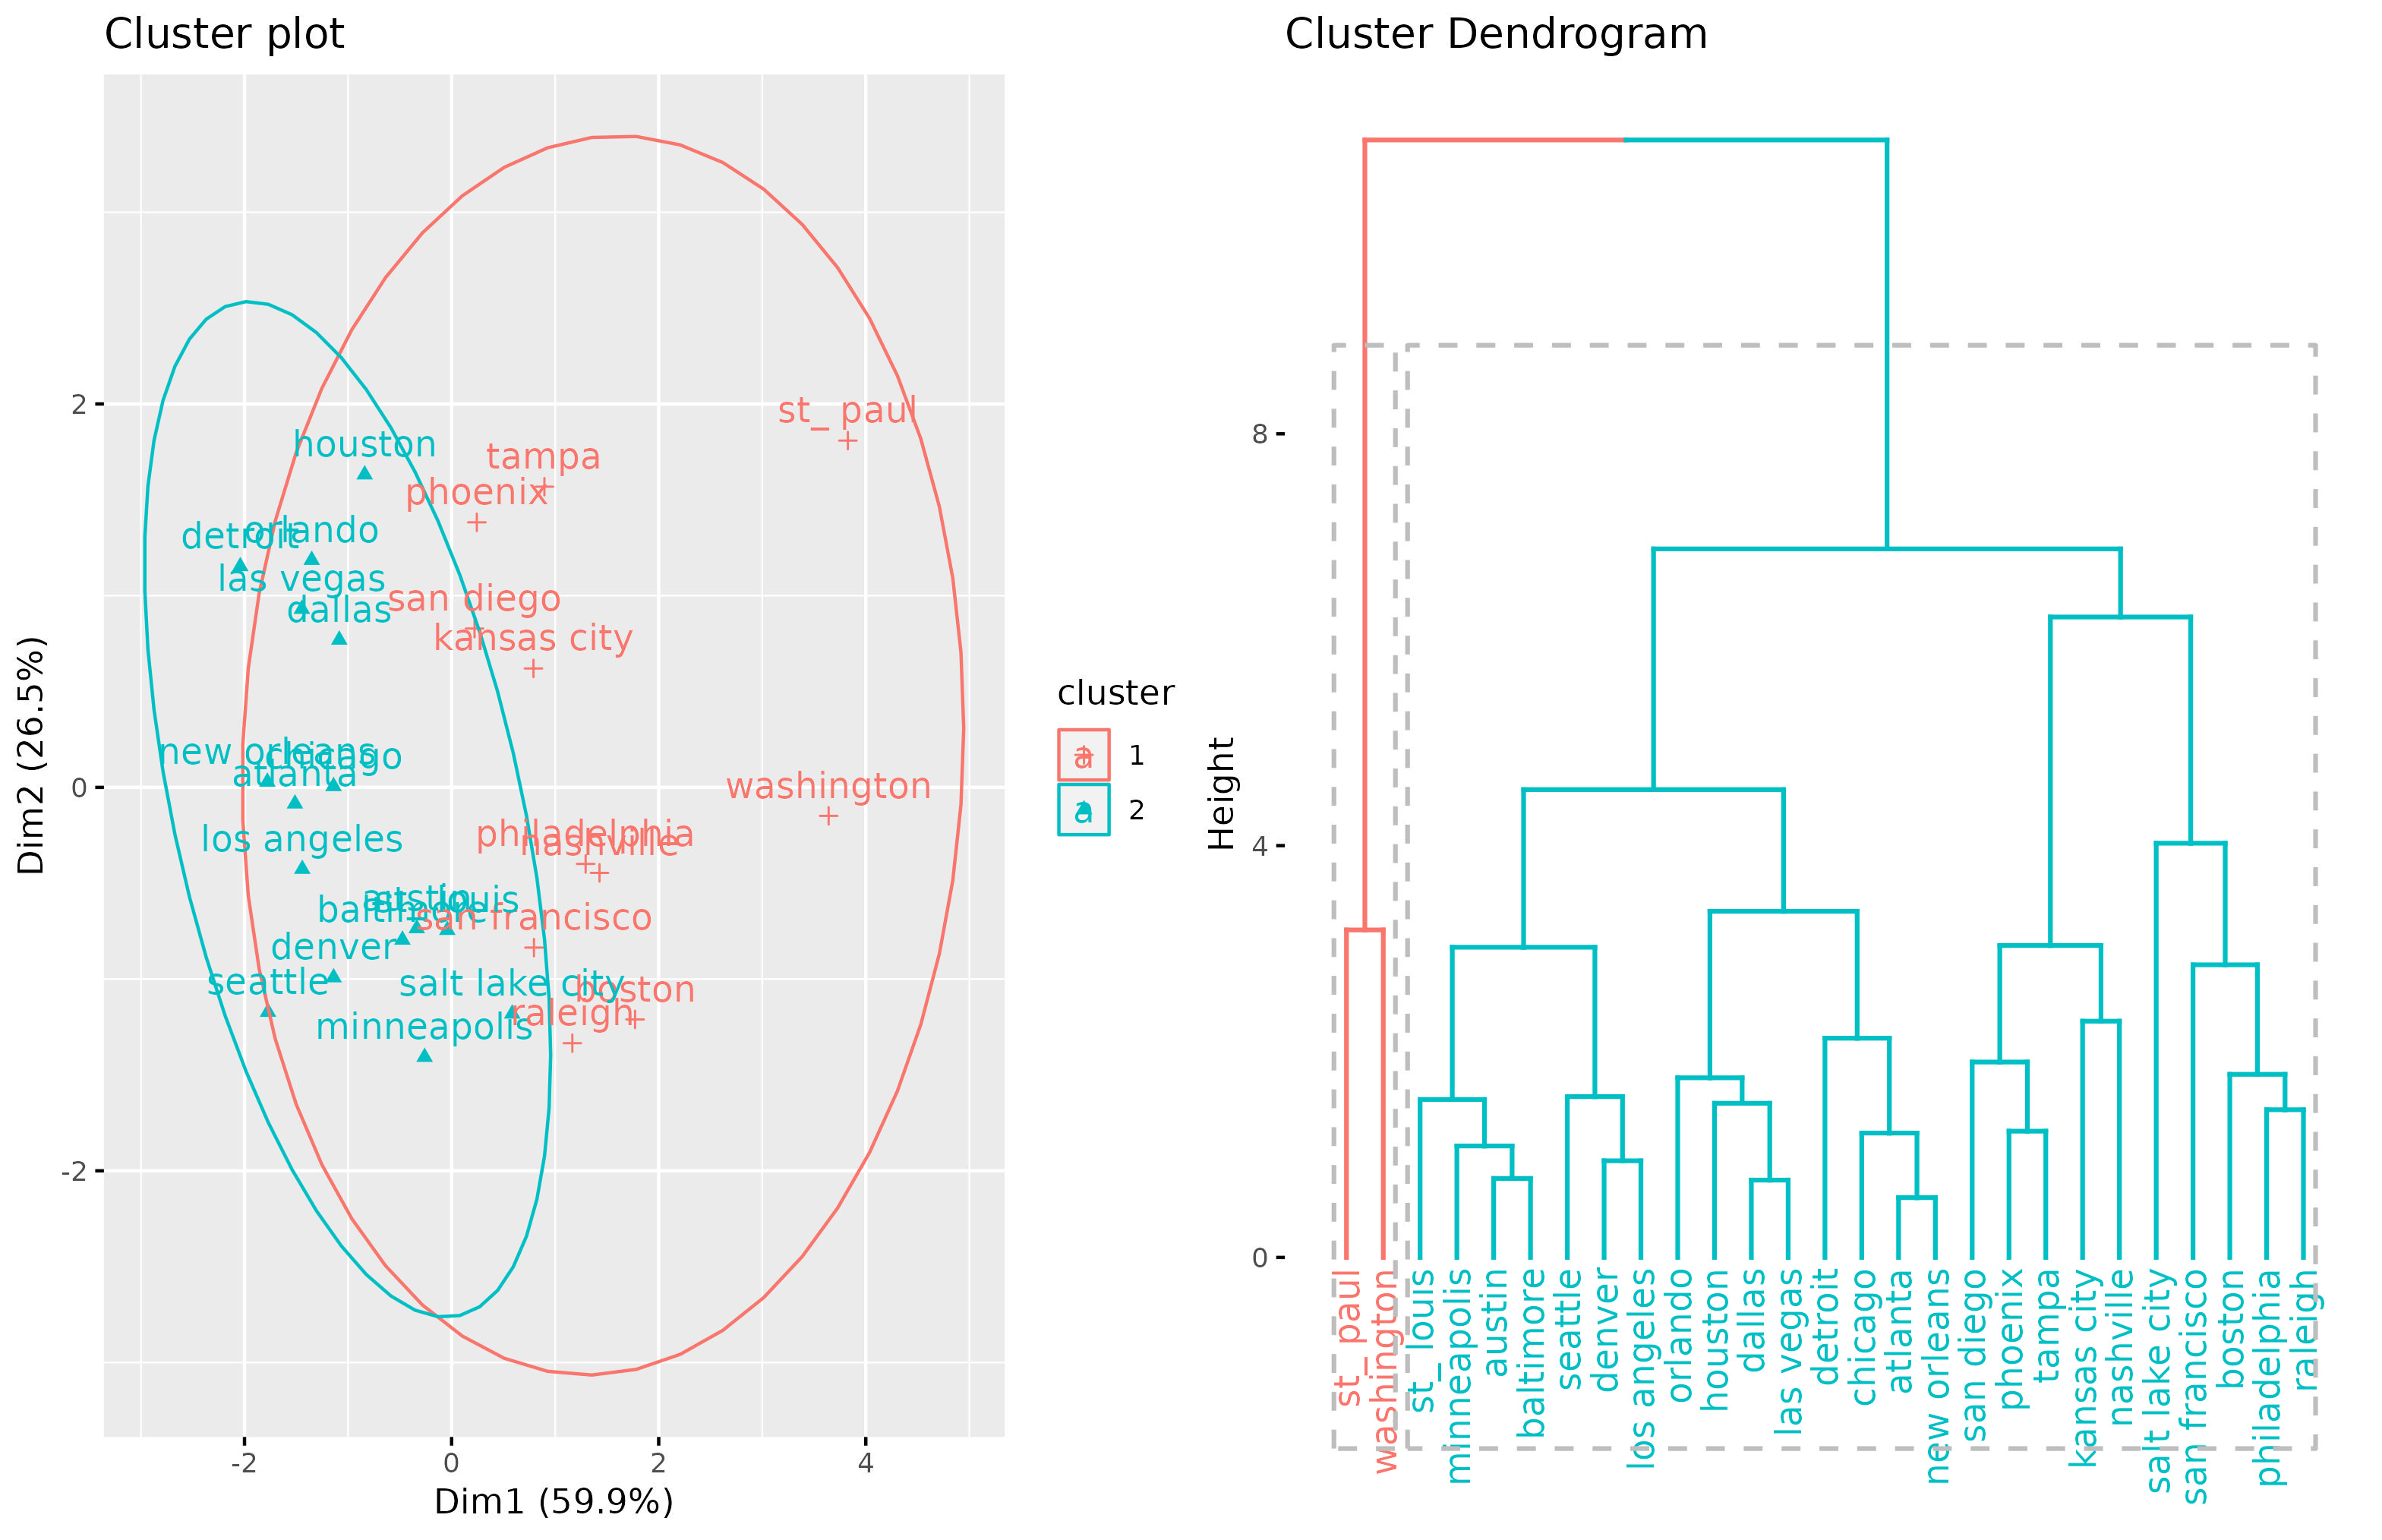 Cluster plot
Dim2 (26.5%)
2
0
-2
-2
0
2
4
Dim1 (59.9%)
st_ paul
houston
tampa
phoenix
orlando
detroit
las vegas
dallas
san diego
kansas city
new orleans
chicago
atlanta
washington
philadelphia
nashville
los angeles
austin
st_ louis
baltimore
san francisco
denver
salt lake city
seattle
boston
raleigh
minneapolis
cluster
a
1
a
2
Cluster Dendrogram
Height
8
4
0
st_ paul
washington
st_ louis
minneapolis
austin
baltimore
seattle
denver
los angeles
orlando
houston
dallas
las vegas
detroit
chicago
atlanta
new orleans
san diego
phoenix
tampa
kansas city
nashville
salt lake city
san francisco
boston
philadelphia
raleigh